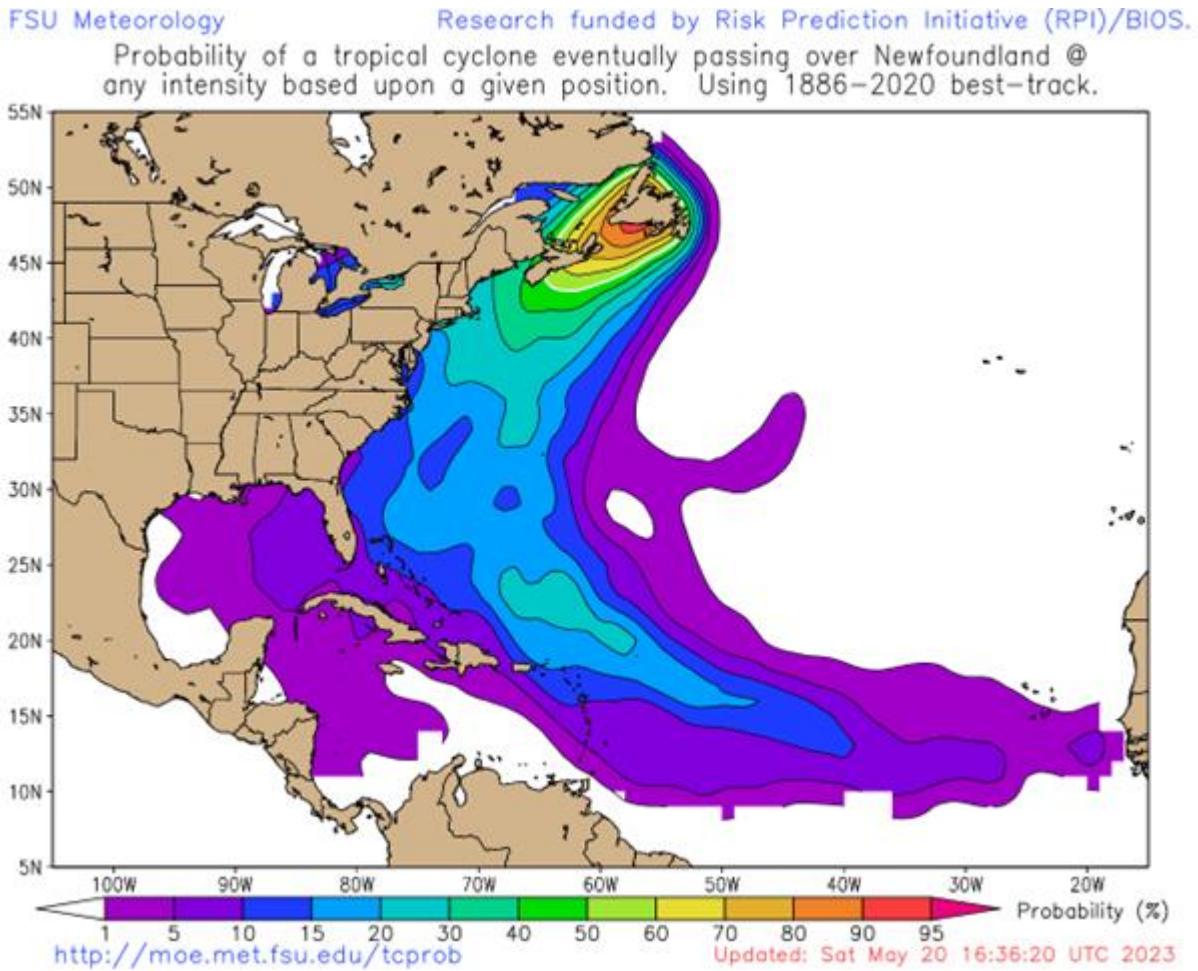 FSU Meteorology Research funded by Risk Prediction Initiative (RPI)/BIOS.
Probability of a tropical cyclone eventually passing over Newfoundland @
any intensity based upon a given position. Using 1886-2020 best-track.
55N
50N
45N
40N
35N
30N
25N
20N
15N
10N
5N
100W 90W 80W 70W 60W 50W 40W 30W 20W
1 5 10 15 20 30 40 50 60 70 80 90 95 Probability (%)
http://moe.met.fsu.edu/tcprob Updated: Sat May 20 16:36:20 UTC 2023